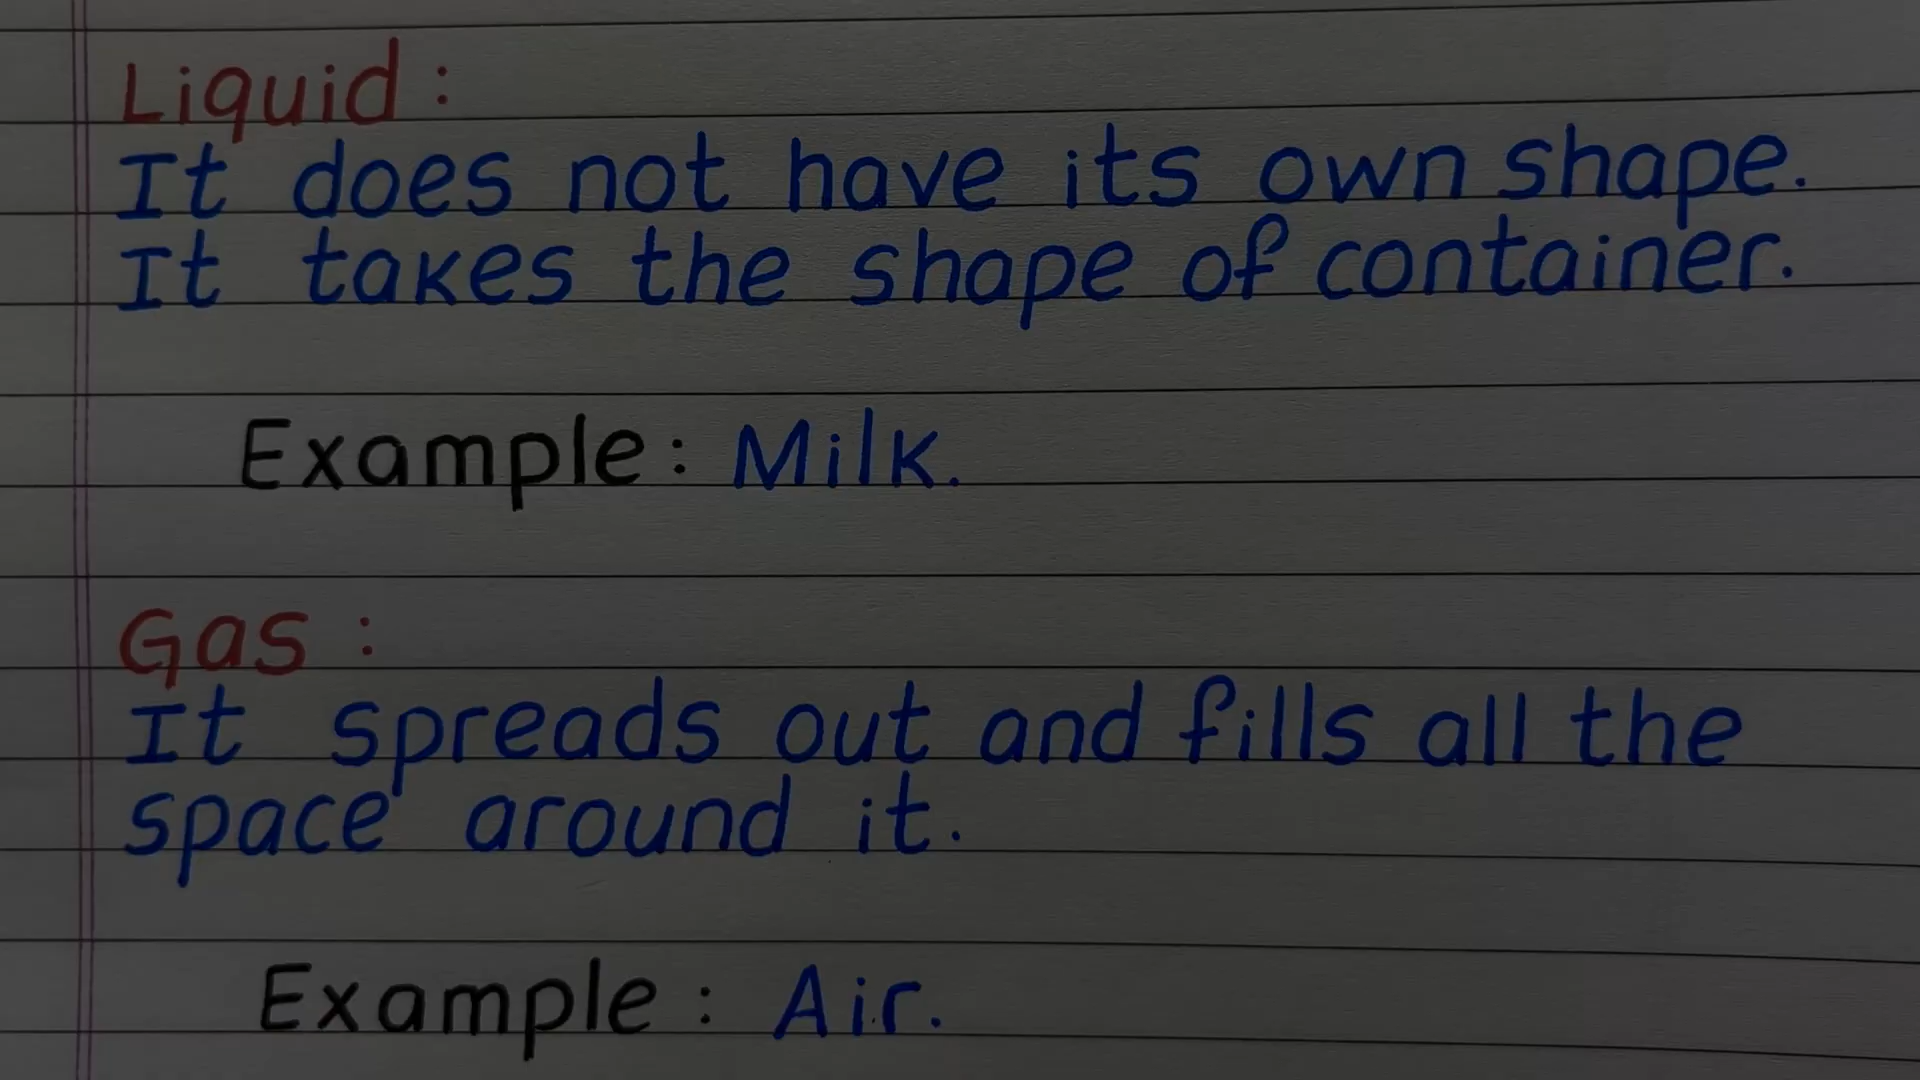 Liquid :
It does not have its own shape.
It takes the shape of container.
Example : Milk.
Gas :
It spreads out and fills all the
space around it.
Example : Air.